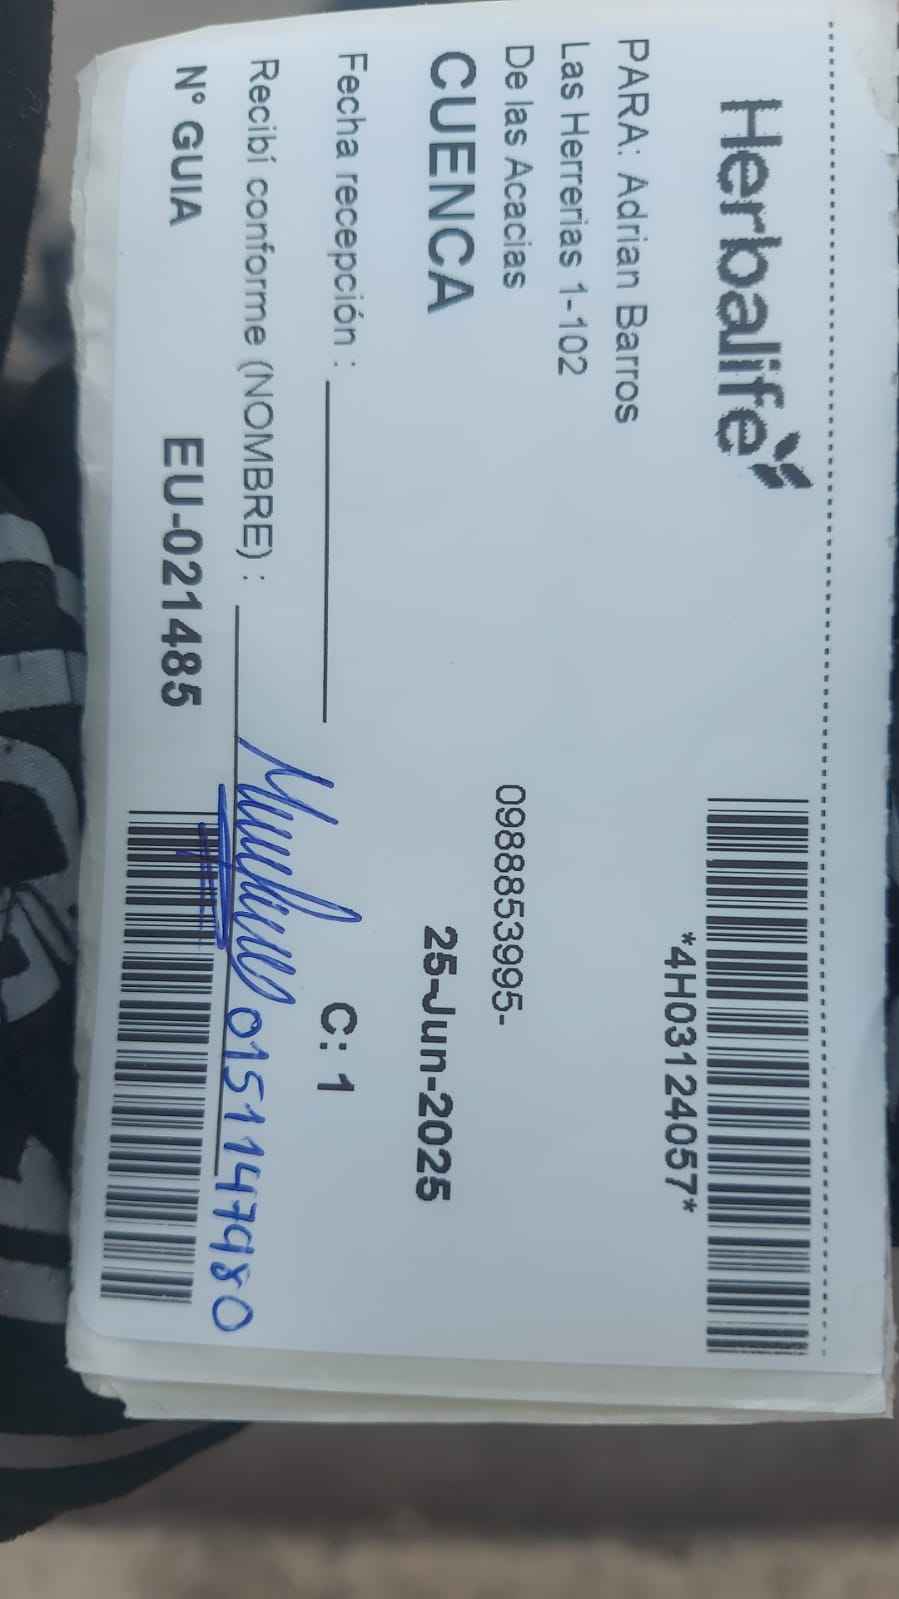 Herbalife
*4H03124057*
PARA: Adrian Barros
Las Herrerias 1-102
De las Acacias
0988853995-
CUENCA
25-Jun-2025
Fecha recepción :
C: 1
Recibí conforme (NOMBRE) :
0151147980
Nº GUIA
EU-021485